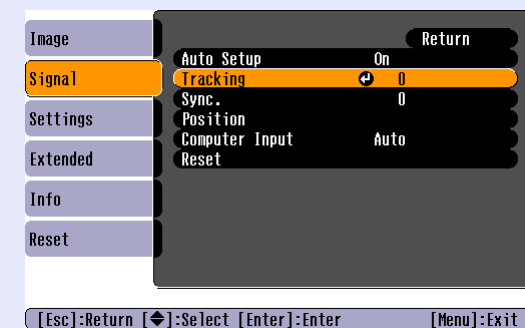 Image
Signal
Settings
Extended
Info
Reset
Return
Auto Setup On
Tracking 0
Sync. 0
Position
Computer Input Auto
Reset
[Esc]:Return [◆]:Select [Enter]:Enter [Menu]:Exit